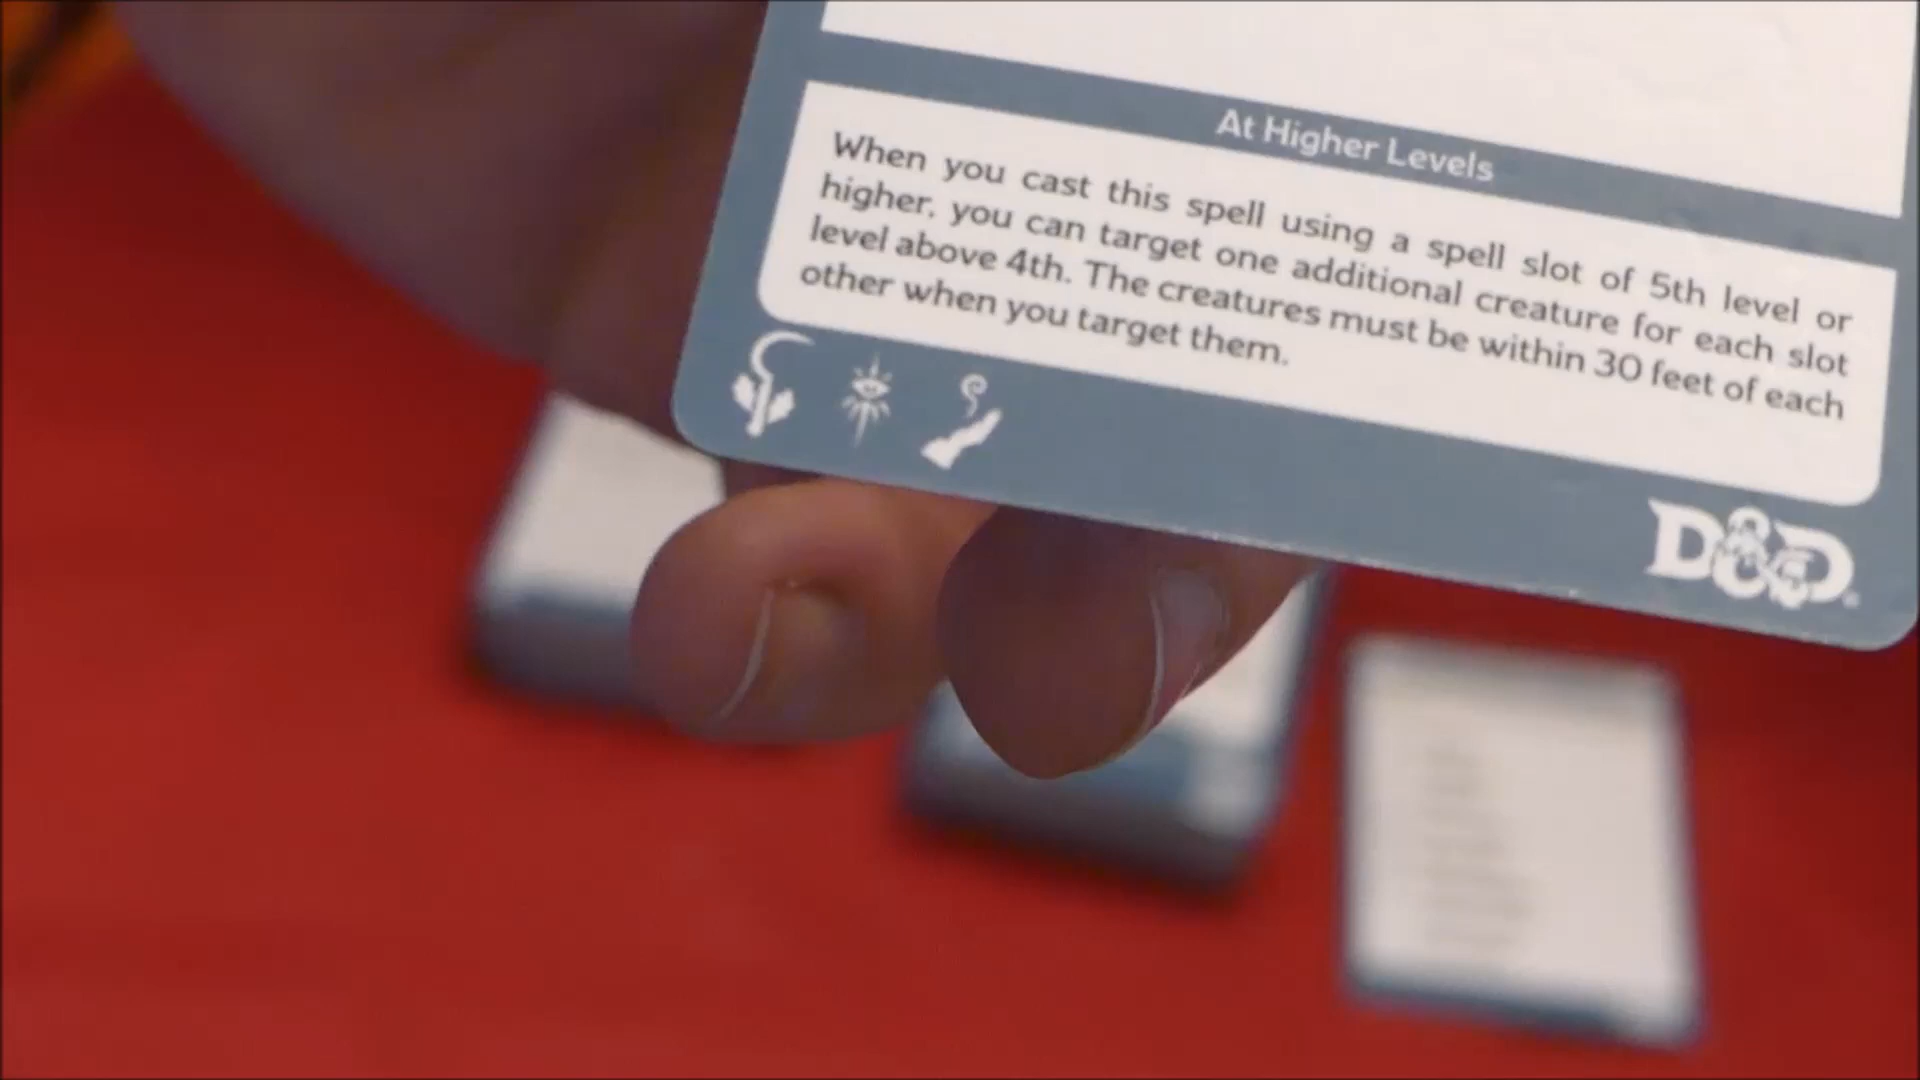 At Higher Levels
When you cast this spell using a spell slot of 5th level or
higher, you can target one additional creature for each slot
level above 4th. The creatures must be within 30 feet of each
other when you target them.
D&D